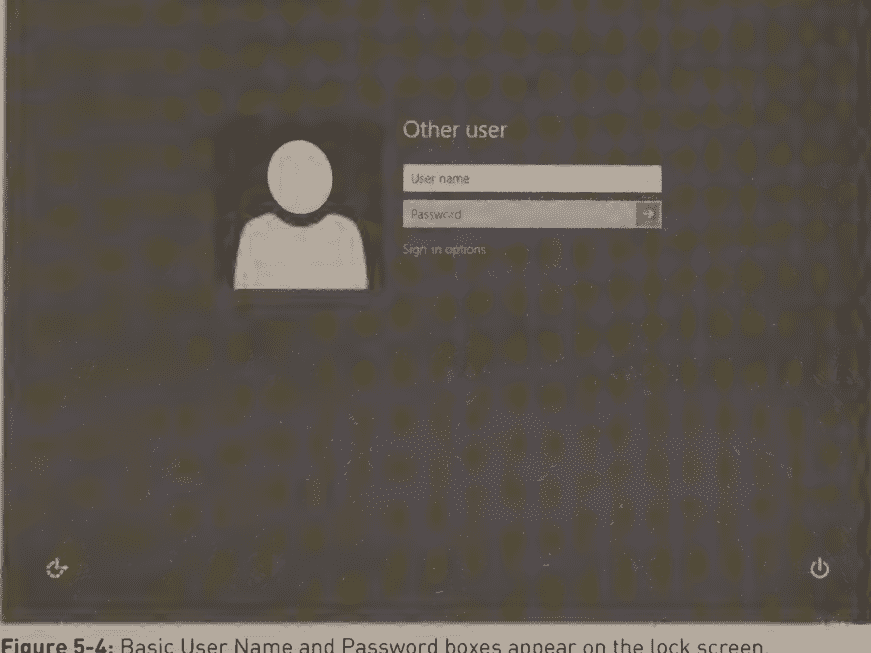 Other user
User name
Password
Sign in options
Figure 5-4: Basic User Name and Password boxes appear on the lock screen